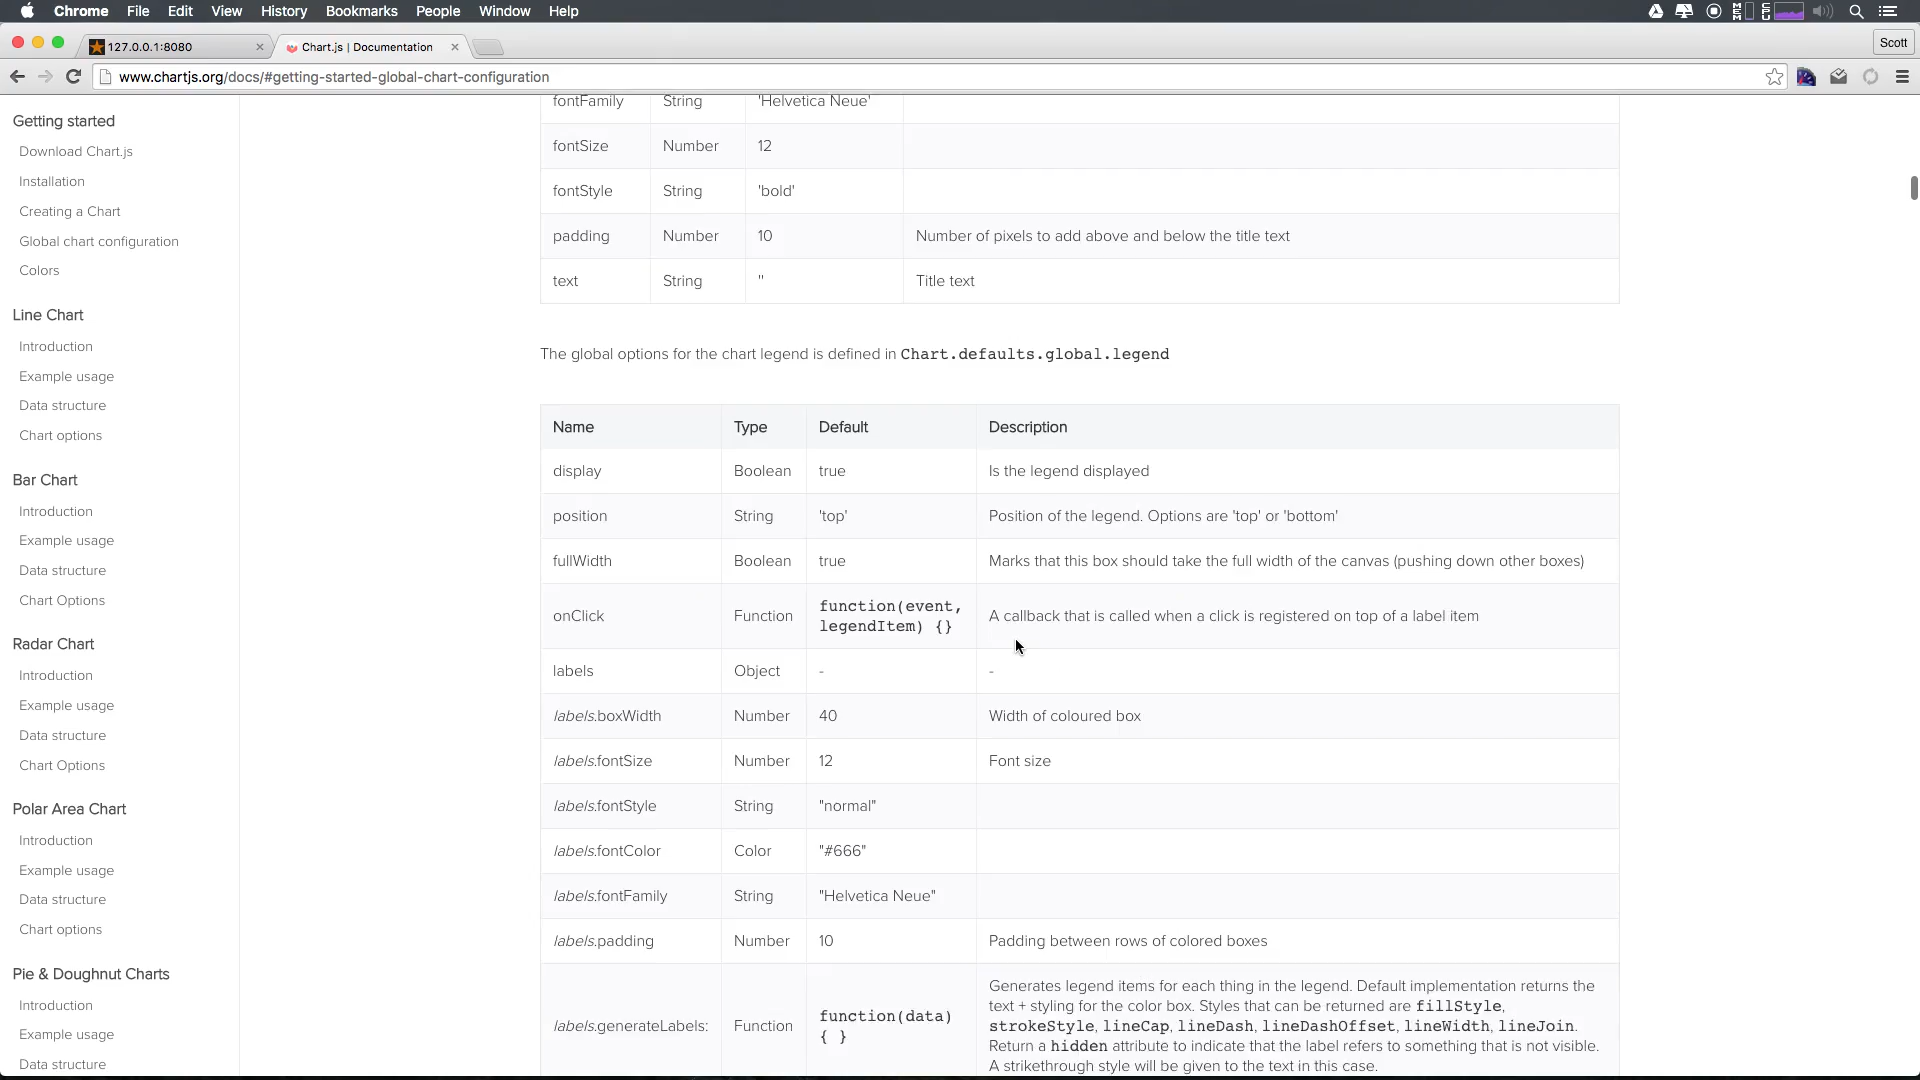 Chrome File Edit View History Bookmarks People Window Help
127.0.0.1:8080
Chart.js | Documentation
Scott
www.chartjs.org/docs/#getting-started-global-chart-configuration
Getting started
Download Chart.js
Installation
Creating a Chart
Global chart configuration
Colors
Line Chart
Introduction
Example usage
Data structure
Chart options
Bar Chart
Introduction
Example usage
Data structure
Chart Options
Radar Chart
Introduction
Example usage
Data structure
Chart Options
Polar Area Chart
Introduction
Example usage
Data structure
Chart options
Pie & Doughnut Charts
Introduction
Example usage
Data structure
fontFamily String 'Helvetica Neue'
fontSize Number 12
fontStyle String 'bold'
padding Number 10 Number of pixels to add above and below the title text
text String '' Title text
The global options for the chart legend is defined in Chart.defaults.global.legend
Name Type Default Description
display Boolean true Is the legend displayed
position String 'top' Position of the legend. Options are 'top' or 'bottom'
fullWidth Boolean true Marks that this box should take the full width of the canvas (pushing down other boxes)
onClick Function function(event, legendItem) {} A callback that is called when a click is registered on top of a label item
labels Object - -
labels.boxWidth Number 40 Width of coloured box
labels.fontSize Number 12 Font size
labels.fontStyle String "normal"
labels.fontColor Color "#666"
labels.fontFamily String "Helvetica Neue"
labels.padding Number 10 Padding between rows of colored boxes
labels.generateLabels: Function function(data) { }
Generates legend items for each thing in the legend. Default implementation returns the
text + styling for the color box. Styles that can be returned are fillStyle,
strokeStyle, lineCap, lineDash, lineDashOffset, lineWidth, lineJoin.
Return a hidden attribute to indicate that the label refers to something that is not visible.
A strikethrough style will be given to the text in this case.